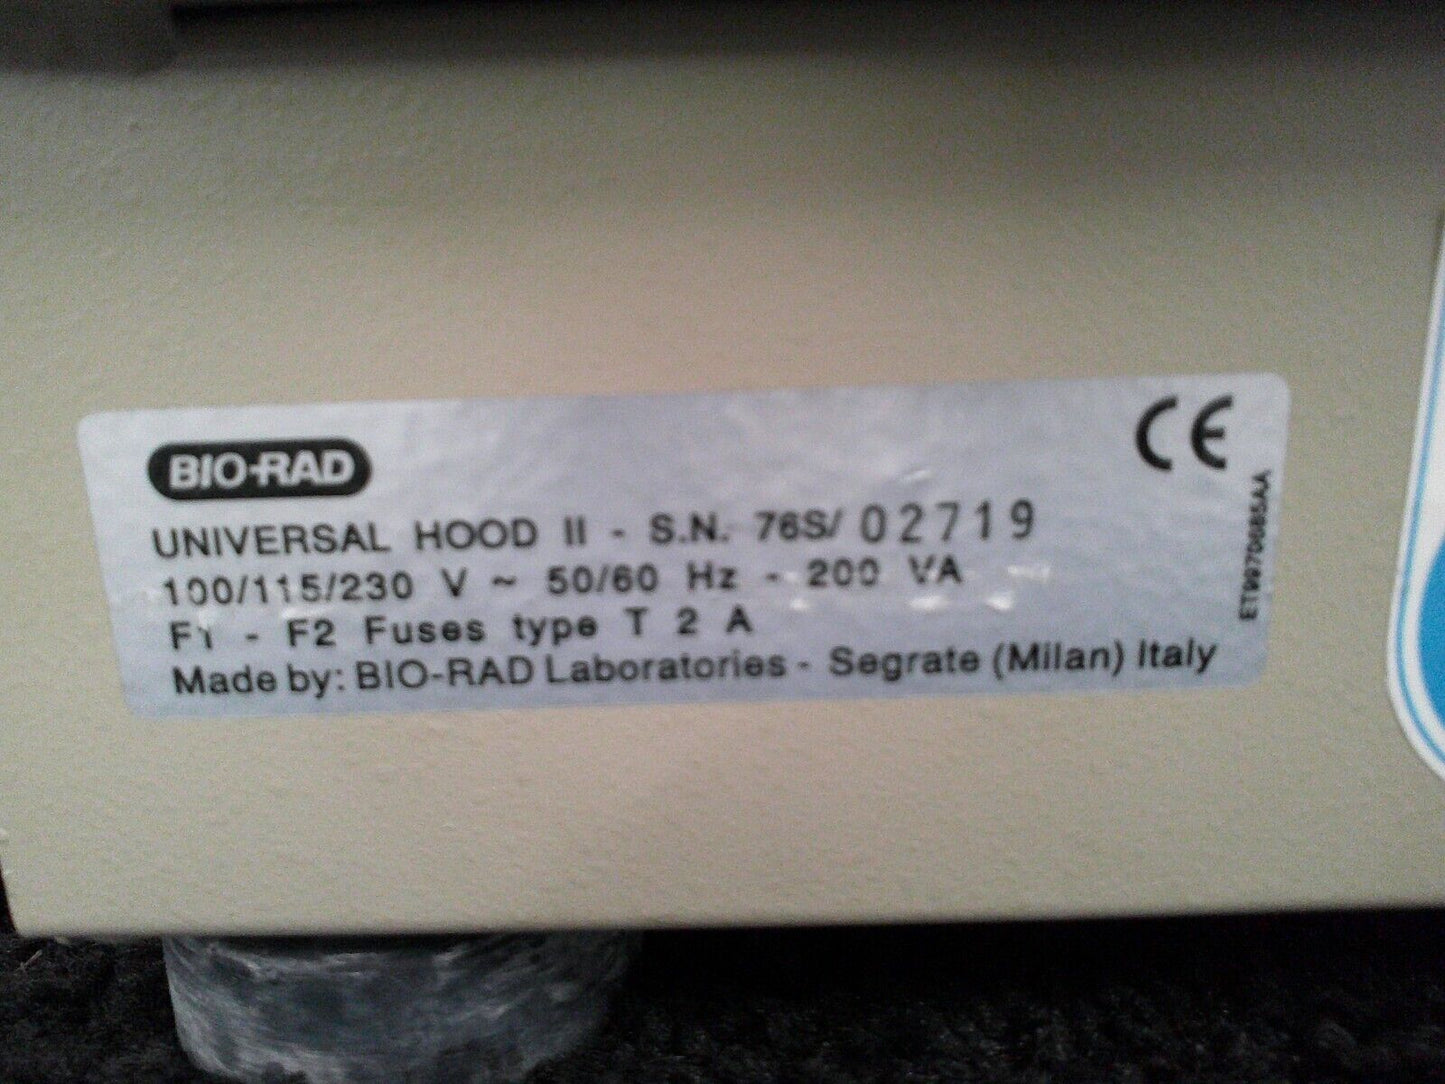 BIO-RAD
CE
UNIVERSAL HOOD II - S.N. 76S/ 02719
100/115/230 V ~ 50/60 Hz - 200 VA
F1 - F2 Fuses type T 2 A
Made by: BIO-RAD Laboratories - Segrate (Milan) Italy
ET99706B5AA